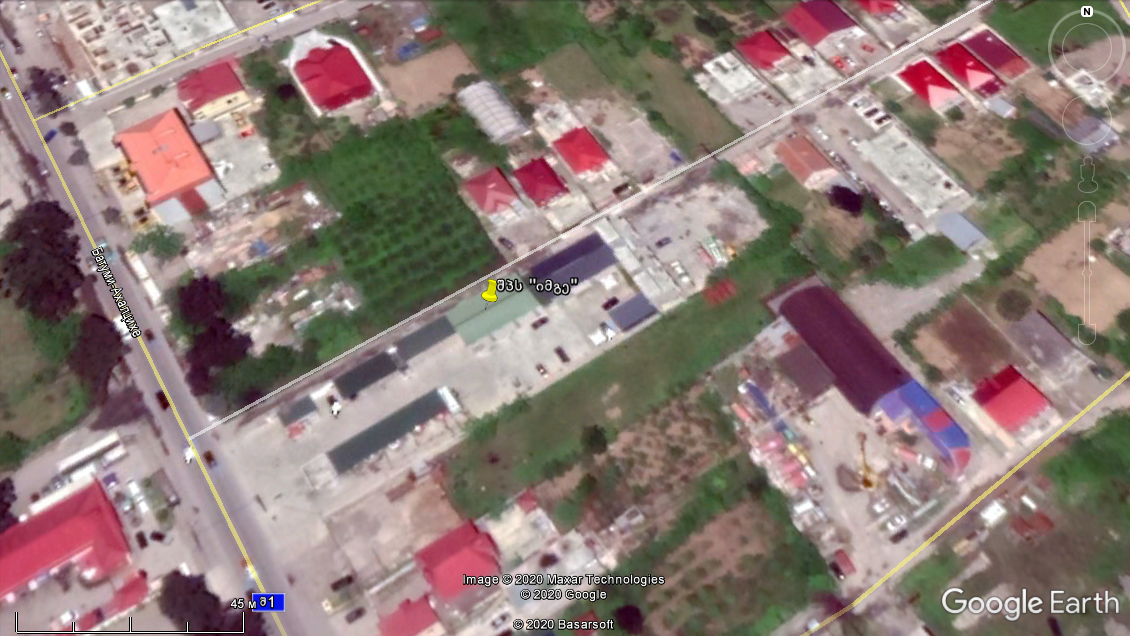 N
Батуми-Ахалцихе
შპს "იმგე"
Image © 2020 Maxar Technologies
© 2020 Google
45 м
შ1
Google Earth
© 2020 Basarsoft